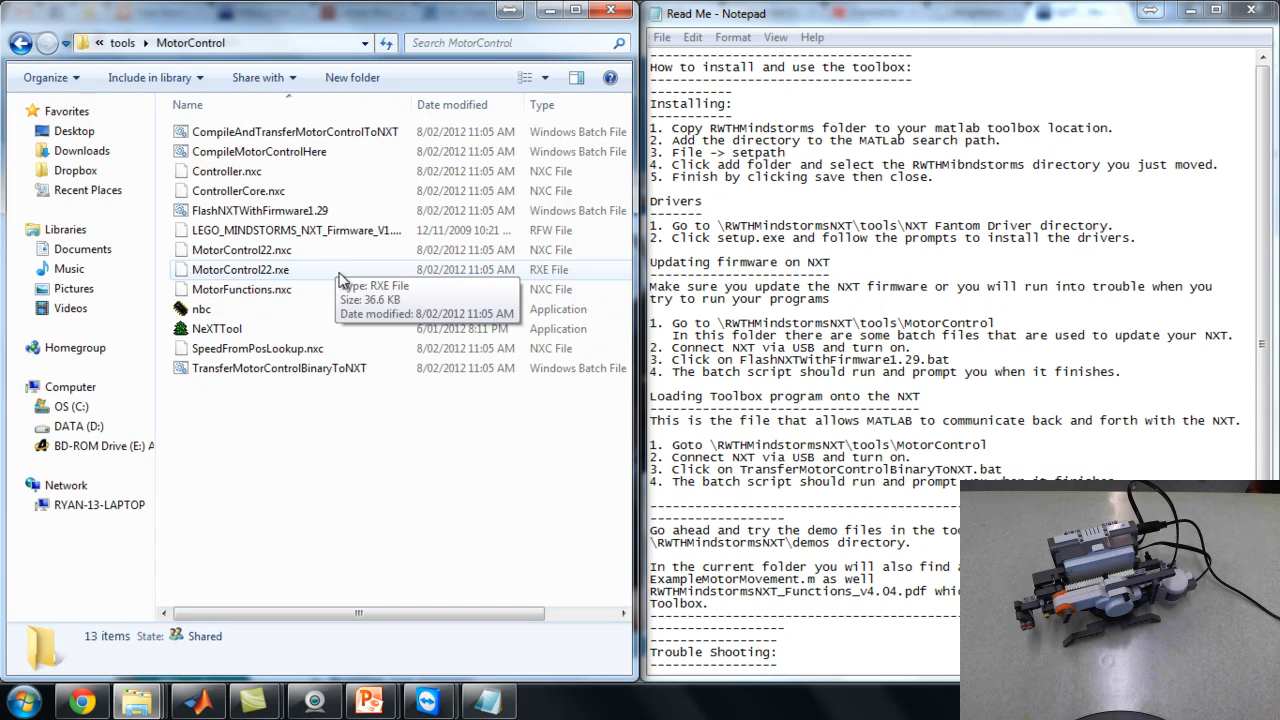 tools
MotorControl
Search MotorControl
Organize
Include in library
Share with
New folder
Favorites
Desktop
Downloads
Dropbox
Recent Places
Libraries
Documents
Music
Pictures
Videos
Homegroup
Computer
OS (C:)
DATA (D:)
BD-ROM Drive (E:) A
Network
RYAN-13-LAPTOP
Name Date modified Type
CompileAndTransferMotorControlToNXT 8/02/2012 11:05 AM Windows Batch File
CompileMotorControlHere 8/02/2012 11:05 AM Windows Batch File
Controller.nxc 8/02/2012 11:05 AM NXC File
ControllerCore.nxc 8/02/2012 11:05 AM NXC File
FlashNXTWithFirmware1.29 8/02/2012 11:05 AM Windows Batch File
LEGO_MINDSTORMS_NXT_Firmware_V1.... 12/11/2009 10:21 ... RFW File
MotorControl22.nxc 8/02/2012 11:05 AM NXC File
MotorControl22.rxe 8/02/2012 11:05 AM RXE File
MotorFunctions.nxc NXC File
nbc Application
NeXTTool 6/01/2012 8:11 PM Application
SpeedFromPosLookup.nxc 8/02/2012 11:05 AM NXC File
TransferMotorControlBinaryToNXT 8/02/2012 11:05 AM Windows Batch File
Type: RXE File
Size: 36.6 KB
Date modified: 8/02/2012 11:05 AM
13 items State: Shared
Read Me - Notepad
File Edit Format View Help
-----------------------------------
How to install and use the toolbox:
-----------------------------------
-----------
Installing:
-----------
1. Copy RWTHMindstorms folder to your matlab toolbox location.
2. Add the directory to the MATLab search path.
3. File -> setpath
4. Click add folder and select the RWTHMibndstorms directory you just moved.
5. Finish by clicking save then close.
Drivers
-------
1. Go to \RWTHMindstormsNXT\NXT Fantom Driver directory.
2. Click setup.exe and follow the prompts to install the drivers.
Updating firmware on NXT
------------------------
Make sure you update the NXT firmware or you will run into trouble when you
try to run your programs
1. Go to \RWTHMindstormsNXT\tools\MotorControl
In this folder there are some batch files that are used to update to NXT.
2. Connect NXT via USB and turn on.
3. Click on FlashNXTWithFirmware1.29.bat
4. The batch script should run and prompt you when it finishes.
Loading Toolbox program onto the NXT
------------------------------------
This is the file that allows MATLAB to communicate back and forth with the NXT.
1. Goto \RWTHMindstormsNXT\tools\MotorControl
2. Connect NXT via USB and turn on.
3. Click on TransferMotorControlBinaryToNXT.bat
4. The batch script should run and prompt you when it finishes.
------------------------------------------
------------------
Go ahead and try the demo files in the
\RWTHMindstormsNXT\demos directory.
In the current folder you will also find
ExampleMotorMovement.m as well
RWTHMindstormsNXT_Functions_v4.04.pdf
Toolbox.
------------------------------------------
------------------
-----------------
Trouble Shooting:
-----------------